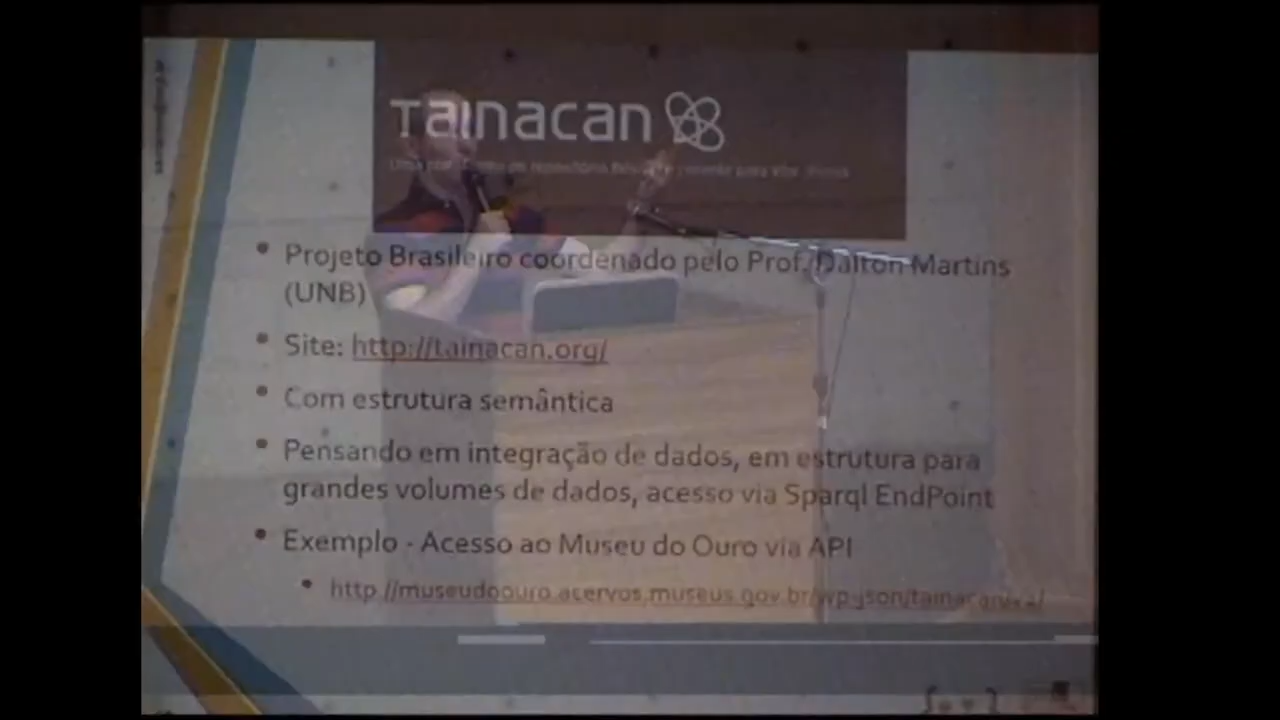 Tainacan
Projeto Brasileiro coordenado pelo Prof. Dalton Martins
(UNB)
Site: http://tainacan.org/
Com estrutura semântica
Pensando em integração de dados, em estrutura para
grandes volumes de dados, acesso via Sparql EndPoint
Exemplo - Acesso ao Museu do Ouro via API